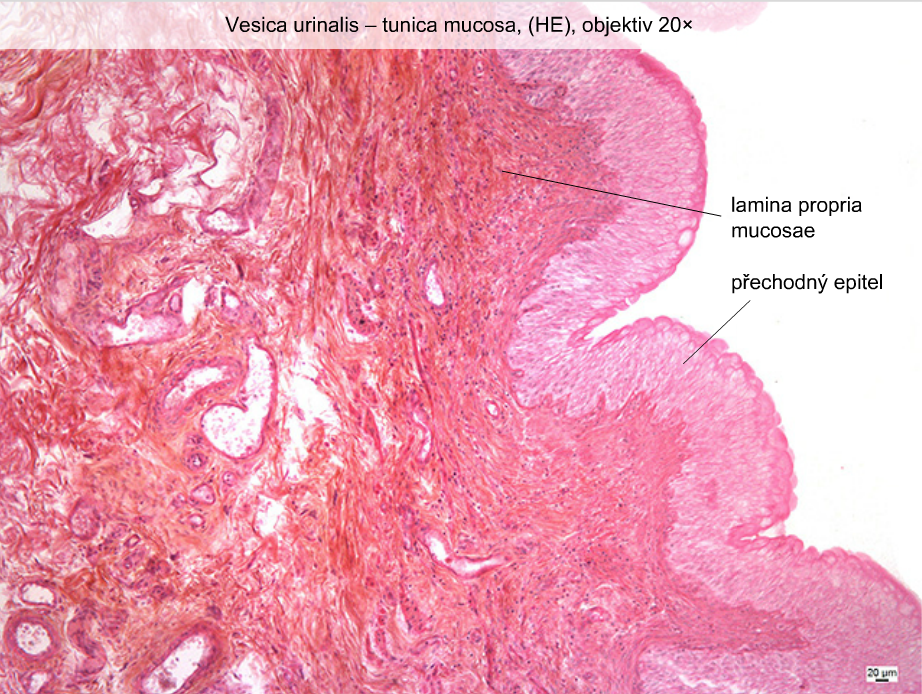 Vesica urinalis – tunica mucosa, (HE), objektiv 20×
lamina propria
mucosae
přechodný epitel
20 µm